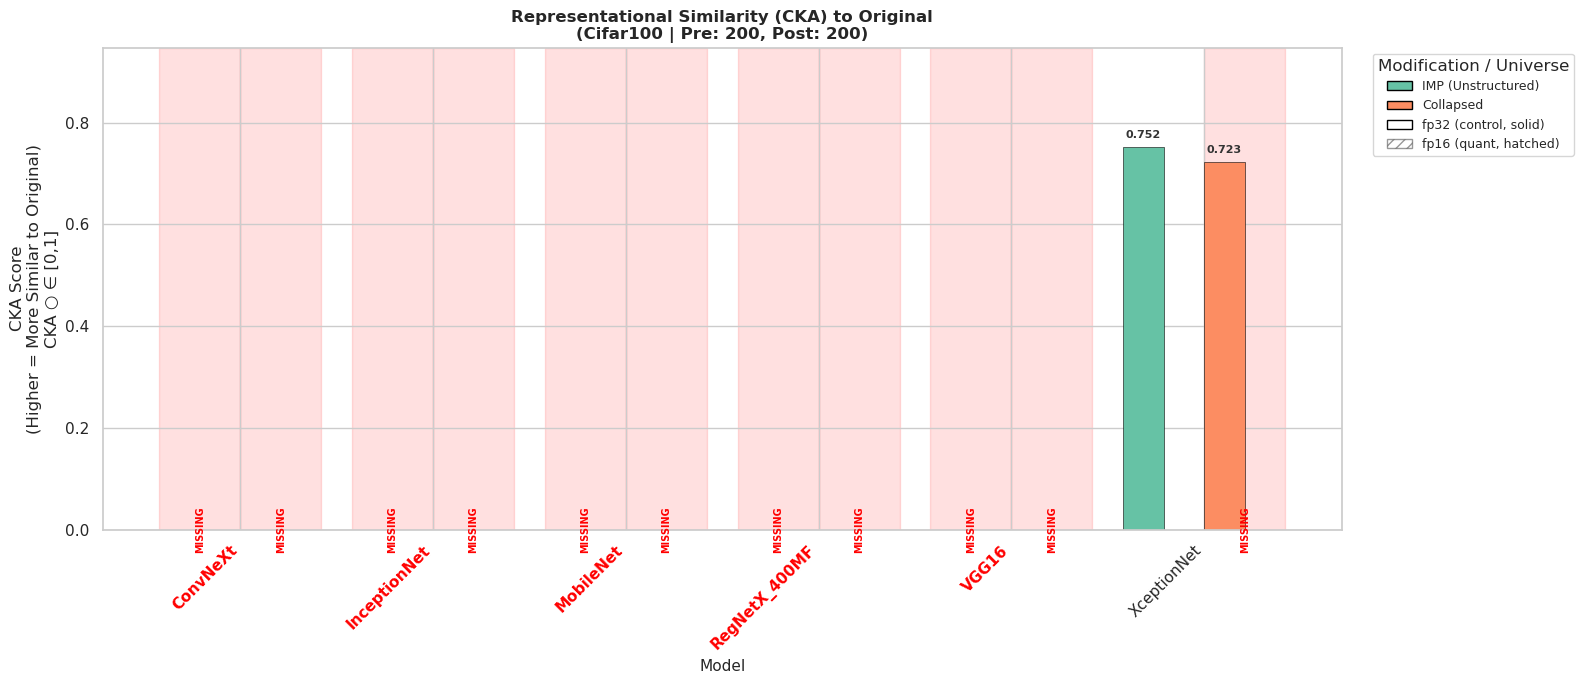 Representational Similarity (CKA) to Original
(Cifar100 | Pre: 200, Post: 200)
CKA Score
(Higher = More Similar to Original)
CKA ○ ∈ [0,1]
0.8
0.6
0.4
0.2
0.0
0.752
0.723
MISSING
MISSING
MISSING
MISSING
MISSING
MISSING
MISSING
MISSING
MISSING
MISSING
MISSING
ConvNeXt
InceptionNet
MobileNet
RegNetX_400MF
VGG16
XceptionNet
Model
Modification / Universe
IMP (Unstructured)
Collapsed
fp32 (control, solid)
fp16 (quant, hatched)